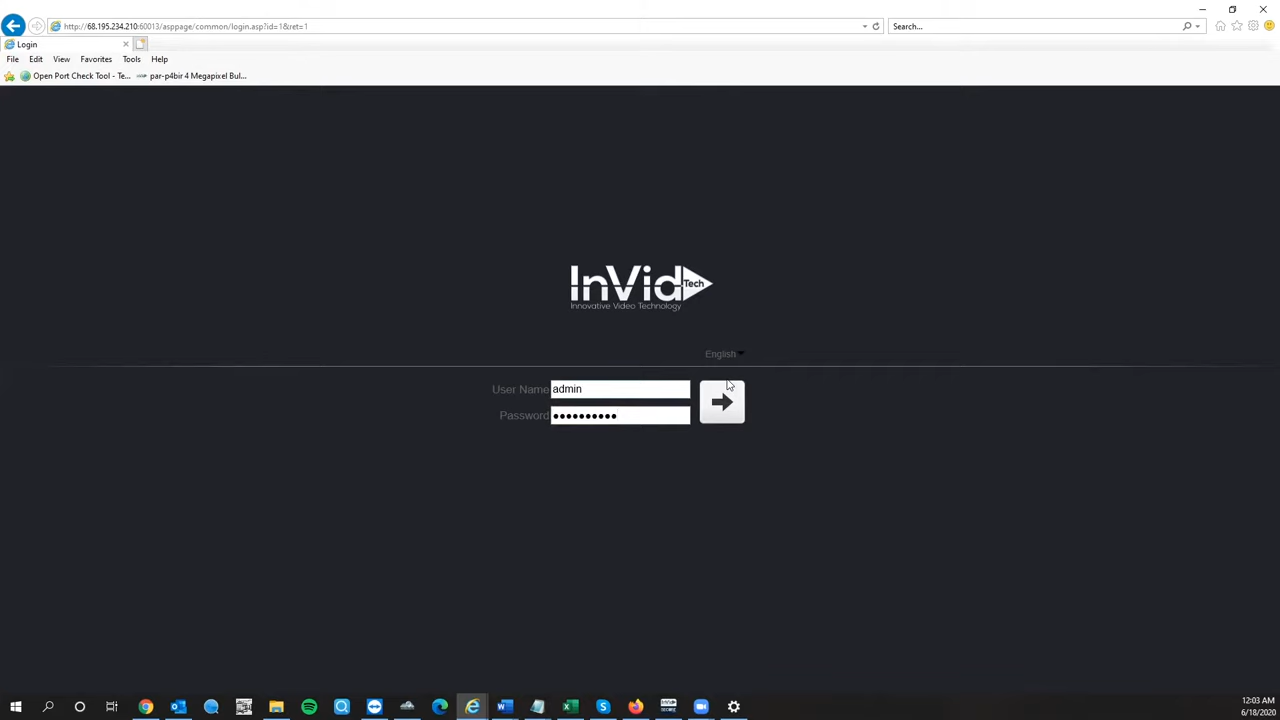 http://68.195.234.210:60013/asppage/common/login.asp?id=1&ret=1
Search...
Login
File Edit View Favorites Tools Help
Open Port Check Tool - Te... par-p4bir 4 Megapixel Bul...
InVid Tech
Innovative Video Technology
English
User Name admin
Password ••••••••••
12:03 AM
6/18/2020